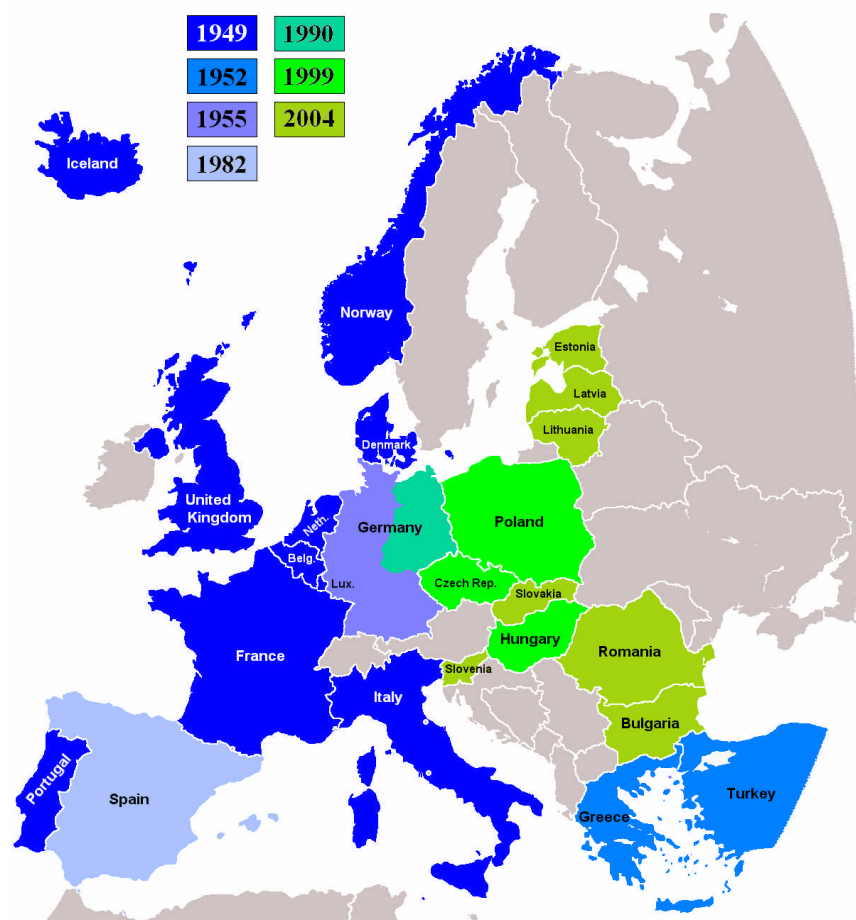 1949
1990
1952
1999
1955
2004
1982
Iceland
Norway
Estonia
Latvia
Lithuania
Denmark
United
Kingdom
Neth.
Germany
Poland
Belg.
Lux.
Czech Rep.
Slovakia
Hungary
France
Romania
Slovenia
Italy
Bulgaria
Portugal
Spain
Turkey
Greece